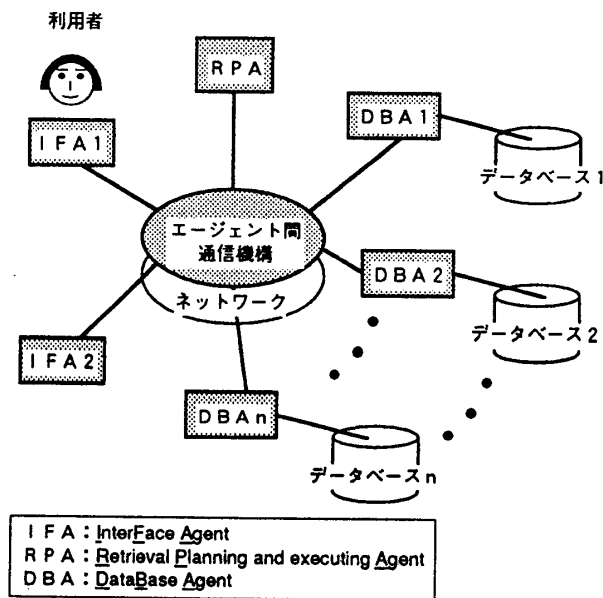 利用者
RPA
IFA1
DBA1
データベース1
エージェント間
通信機構
ネットワーク
DBA2
データベース2
IFA2
DBAn
データベースn
IFA：InterFace Agent
RPA：Retrieval Planning and executing Agent
DBA：DataBase Agent